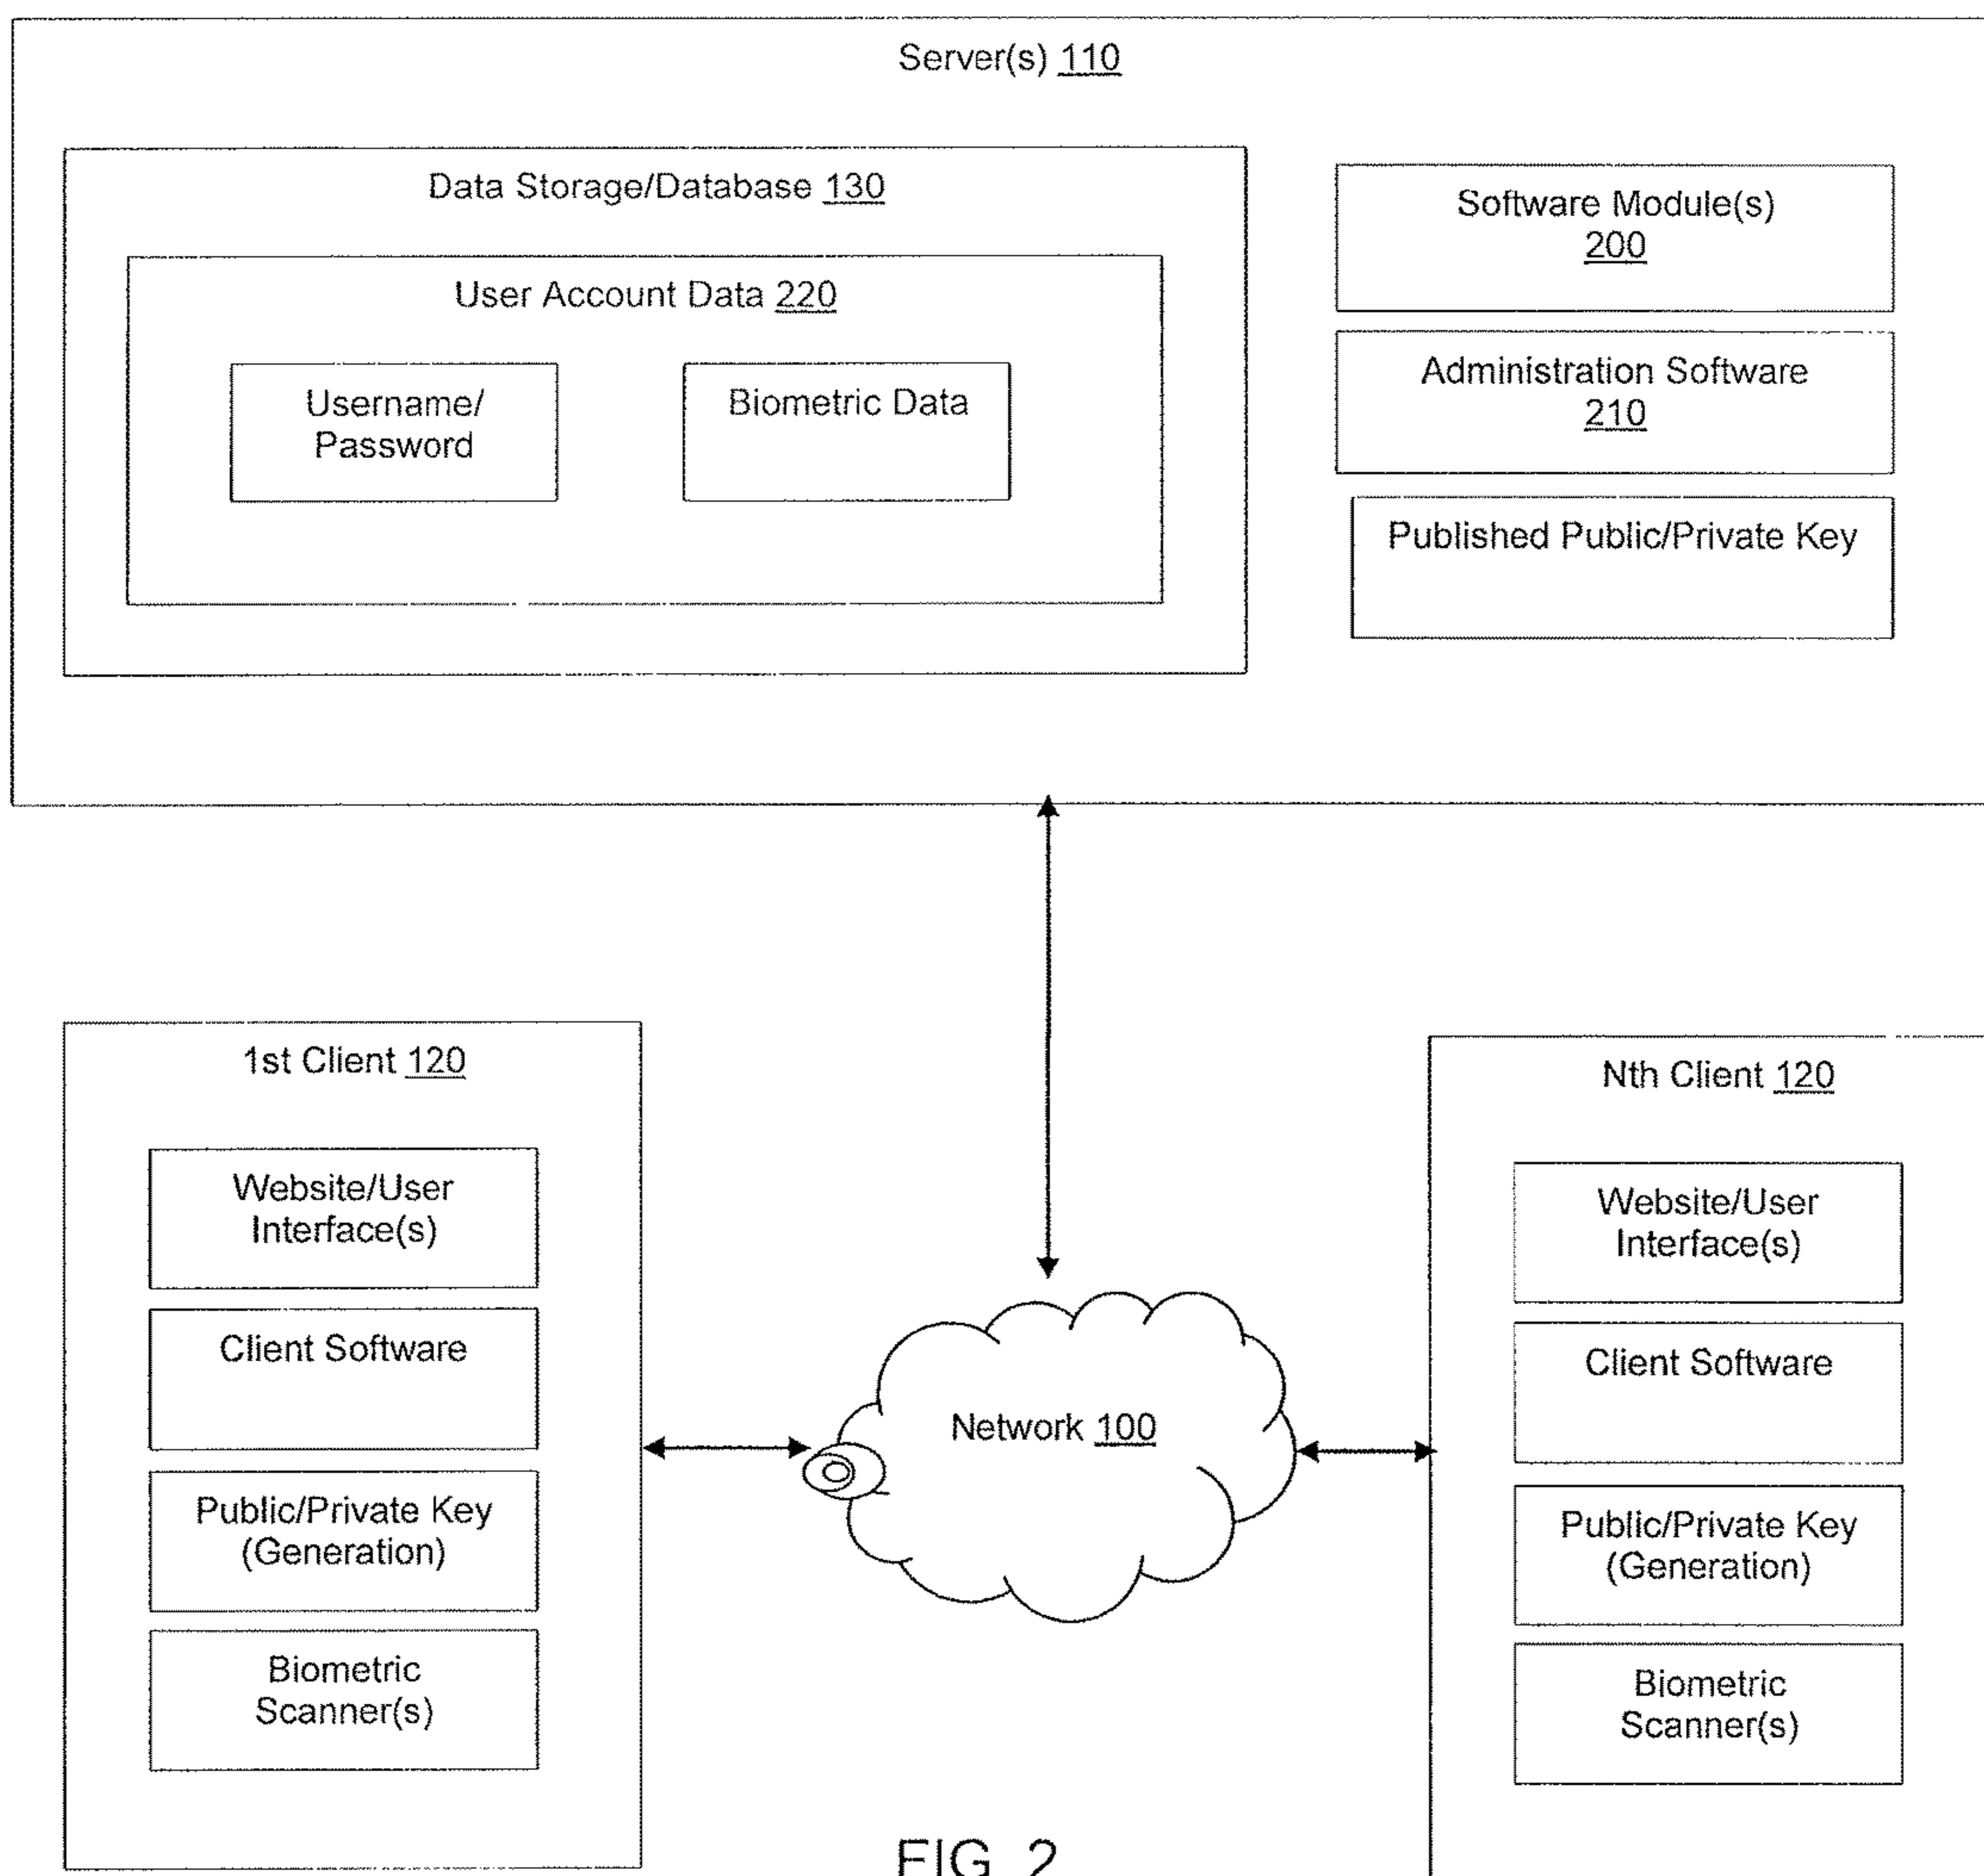 Server(s) 110
Data Storage/Database 130
User Account Data 220
Username/
Password
Biometric Data
Software Module(s)
200
Administration Software
210
Published Public/Private Key
1st Client 120
Website/User
Interface(s)
Client Software
Public/Private Key
(Generation)
Biometric
Scanner(s)
Network 100
Nth Client 120
Website/User
Interface(s)
Client Software
Public/Private Key
(Generation)
Biometric
Scanner(s)
FIG. 2